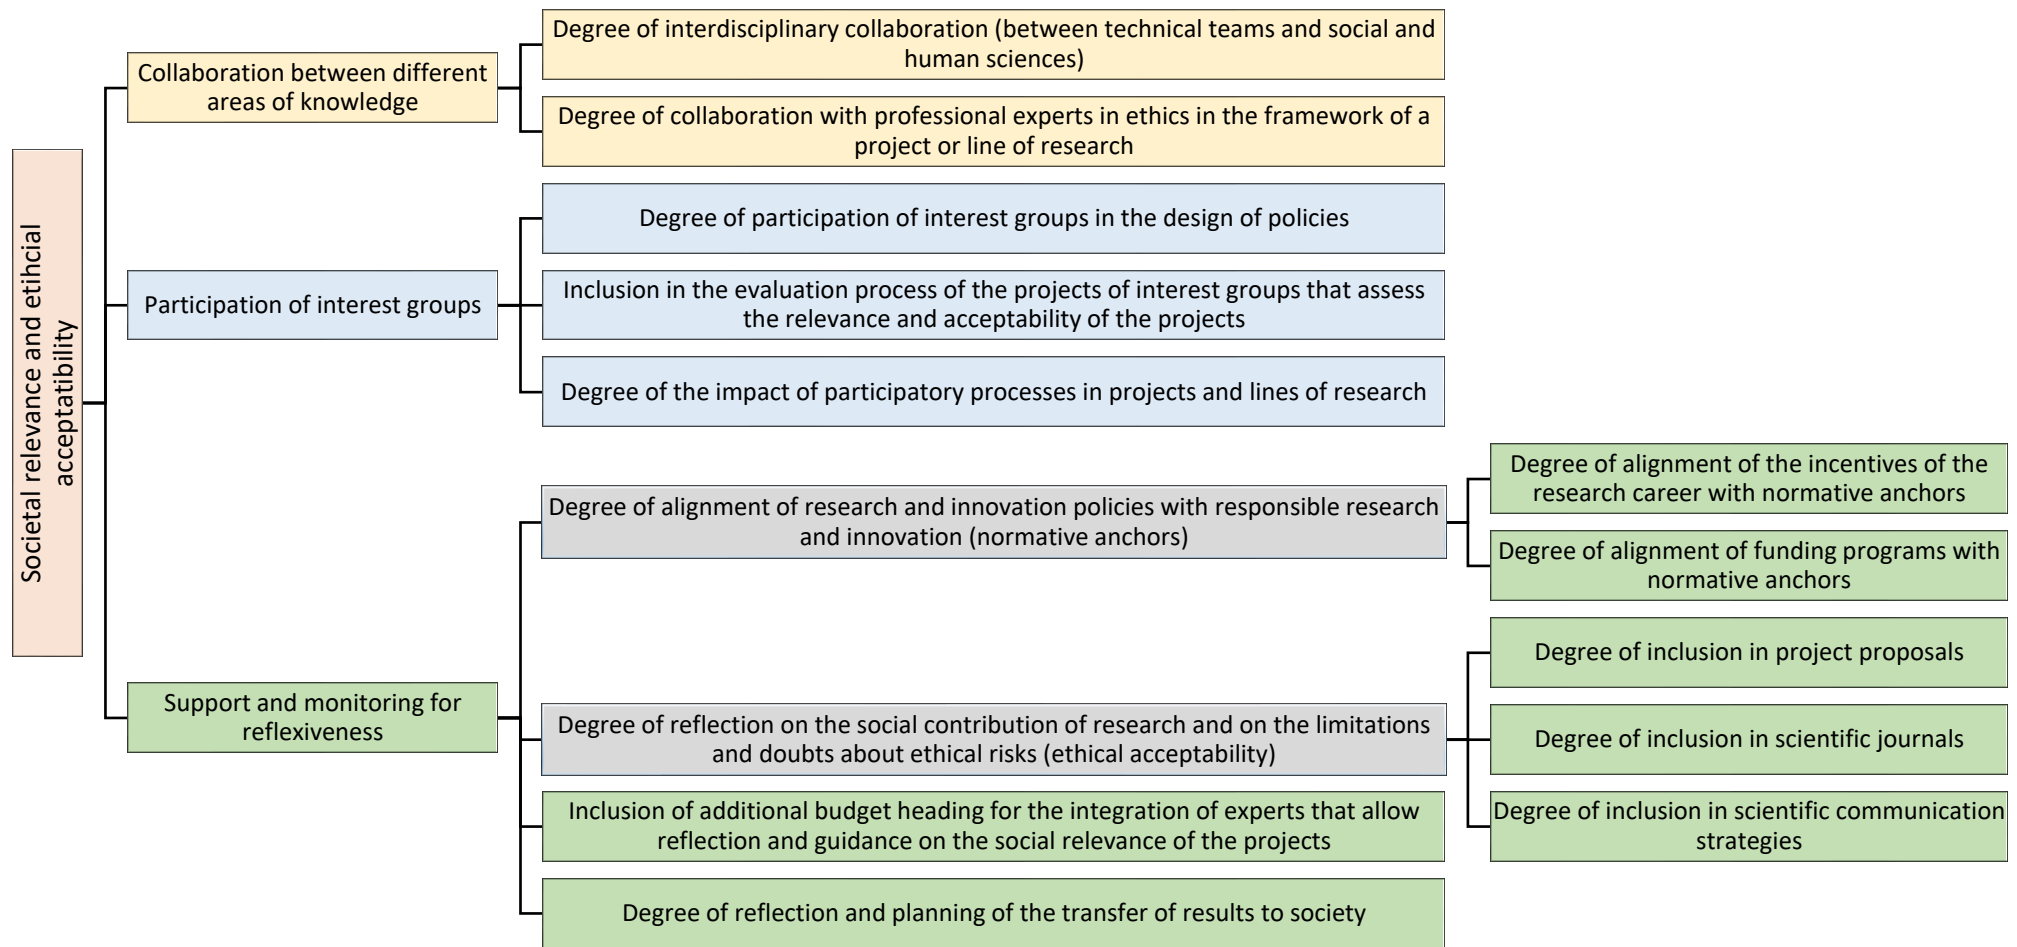 Societal relevance and etihcial
acceptatibility
Collaboration between different
areas of knowledge
Degree of interdisciplinary collaboration (between technical teams and social and
human sciences)
Degree of collaboration with professional experts in ethics in the framework of a
project or line of research
Participation of interest groups
Degree of participation of interest groups in the design of policies
Inclusion in the evaluation process of the projects of interest groups that assess
the relevance and acceptability of the projects
Degree of the impact of participatory processes in projects and lines of research
Support and monitoring for
reflexiveness
Degree of alignment of research and innovation policies with responsible research
and innovation (normative anchors)
Degree of alignment of the incentives of the
research career with normative anchors
Degree of alignment of funding programs with
normative anchors
Degree of reflection on the social contribution of research and on the limitations
and doubts about ethical risks (ethical acceptability)
Degree of inclusion in project proposals
Degree of inclusion in scientific journals
Degree of inclusion in scientific communication
strategies
Inclusion of additional budget heading for the integration of experts that allow
reflection and guidance on the social relevance of the projects
Degree of reflection and planning of the transfer of results to society